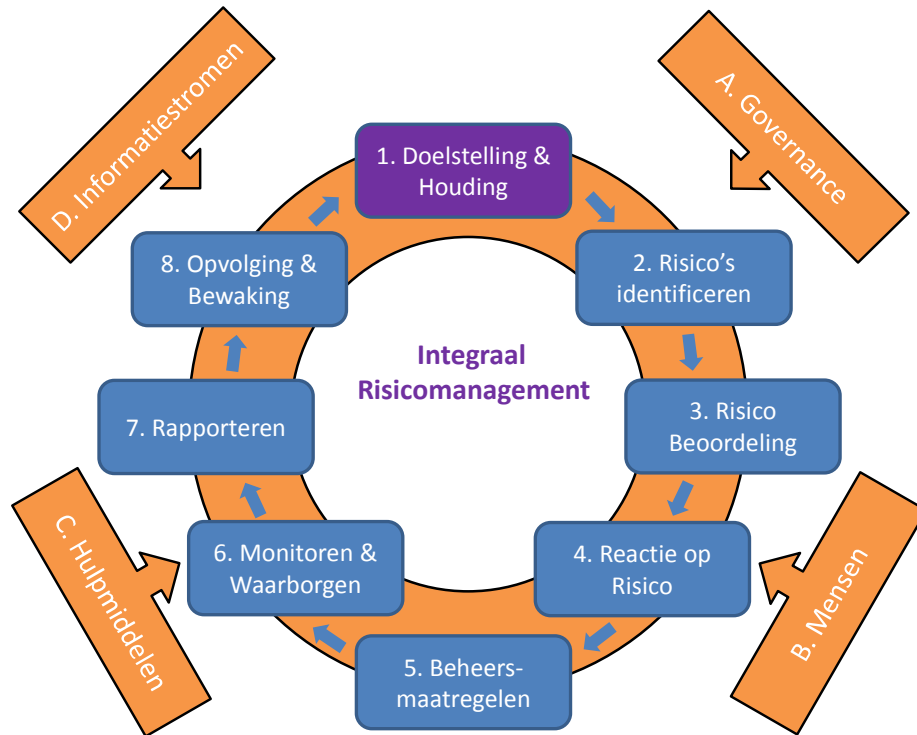 D. Informatiestromen
A. Governance
1. Doelstelling &
Houding
2. Risico's
identificeren
3. Risico
Beoordeling
4. Reactie op
Risico
5. Beheers-
maatregelen
6. Monitoren &
Waarborgen
7. Rapporteren
8. Opvolging &
Bewaking
Integraal
Risicomanagement
C. Hulpmiddelen
B. Mensen